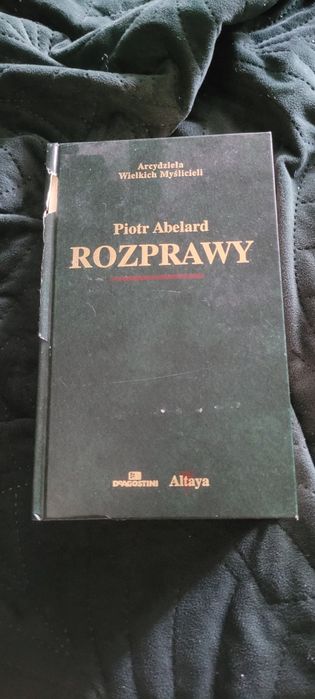 Arcydzieła
Wielkich Myślicieli
Piotr Abelard
ROZPRAWY
DeAGOSTINI Altaya